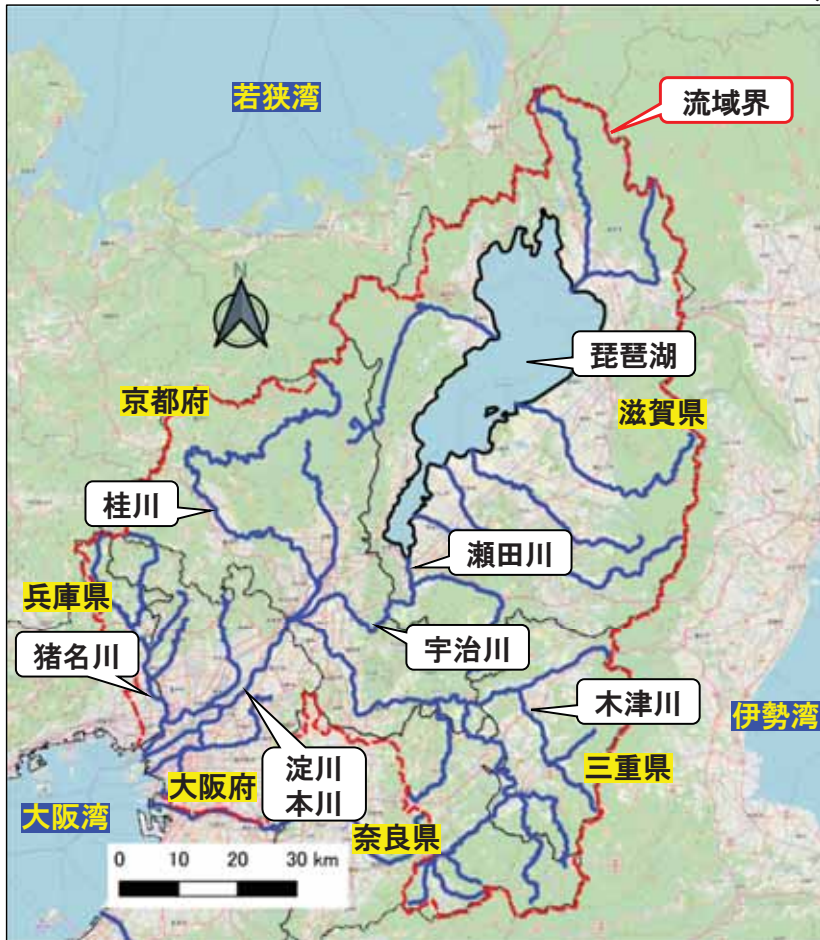 若狭湾
流域界
N
琵琶湖
京都府
滋賀県
桂川
瀬田川
兵庫県
猪名川
宇治川
木津川
伊勢湾
淀川
本川
大阪府
三重県
大阪湾
奈良県
0 10 20 30 km